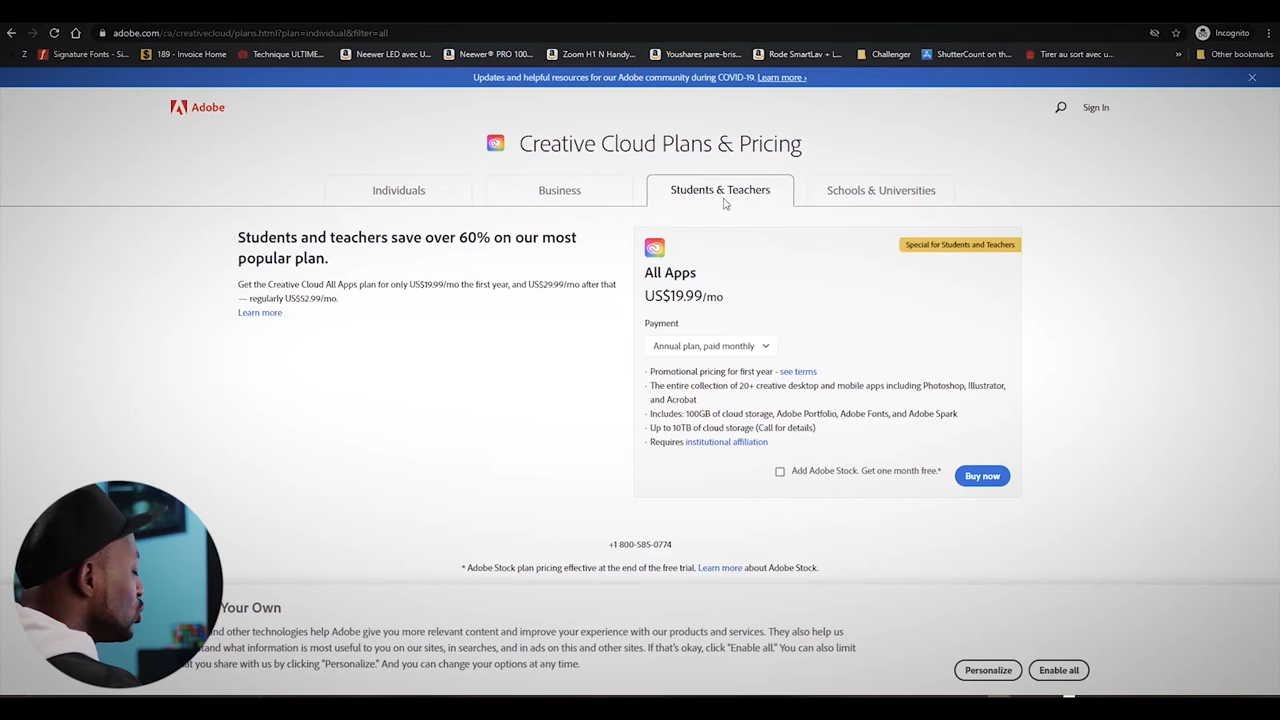 adobe.com/ca/creativecloud/plans.html?plan=individual&filter=all
Incognito
Z
Signature Fonts - Si...
189 - Invoice Home
Technique ULTIME...
Neewer LED avec U...
Neewer® PRO 100...
Zoom H1 N Handy...
Youshares pare-bris...
Rode SmartLav + L...
Challenger
ShutterCount on th...
Tirer au sort avec u...
»
Other bookmarks
Updates and helpful resources for our Adobe community during COVID-19. Learn more ›
Adobe
Sign In
Creative Cloud Plans & Pricing
Individuals
Business
Students & Teachers
Schools & Universities
Students and teachers save over 60% on our most
popular plan.
Get the Creative Cloud All Apps plan for only US$19.99/mo the first year, and US$29.99/mo after that
— regularly US$52.99/mo.
Learn more
Special for Students and Teachers
All Apps
US$19.99/mo
Payment
Annual plan, paid monthly
· Promotional pricing for first year - see terms
· The entire collection of 20+ creative desktop and mobile apps including Photoshop, Illustrator,
and Acrobat
· Includes: 100GB of cloud storage, Adobe Portfolio, Adobe Fonts, and Adobe Spark
· Up to 10TB of cloud storage (Call for details)
· Requires institutional affiliation
Add Adobe Stock. Get one month free.*
Buy now
+1 800-585-0774
* Adobe Stock plan pricing effective at the end of the free trial. Learn more about Adobe Stock.
Your Own
and other technologies help Adobe give you more relevant content and improve your experience with our products and services. They also help us
what information is most useful to you on our sites, in searches, and in ads on this and other sites. If that's okay, click "Enable all." You can also limit
you share with us by clicking "Personalize." And you can change your options at any time.
Personalize
Enable all